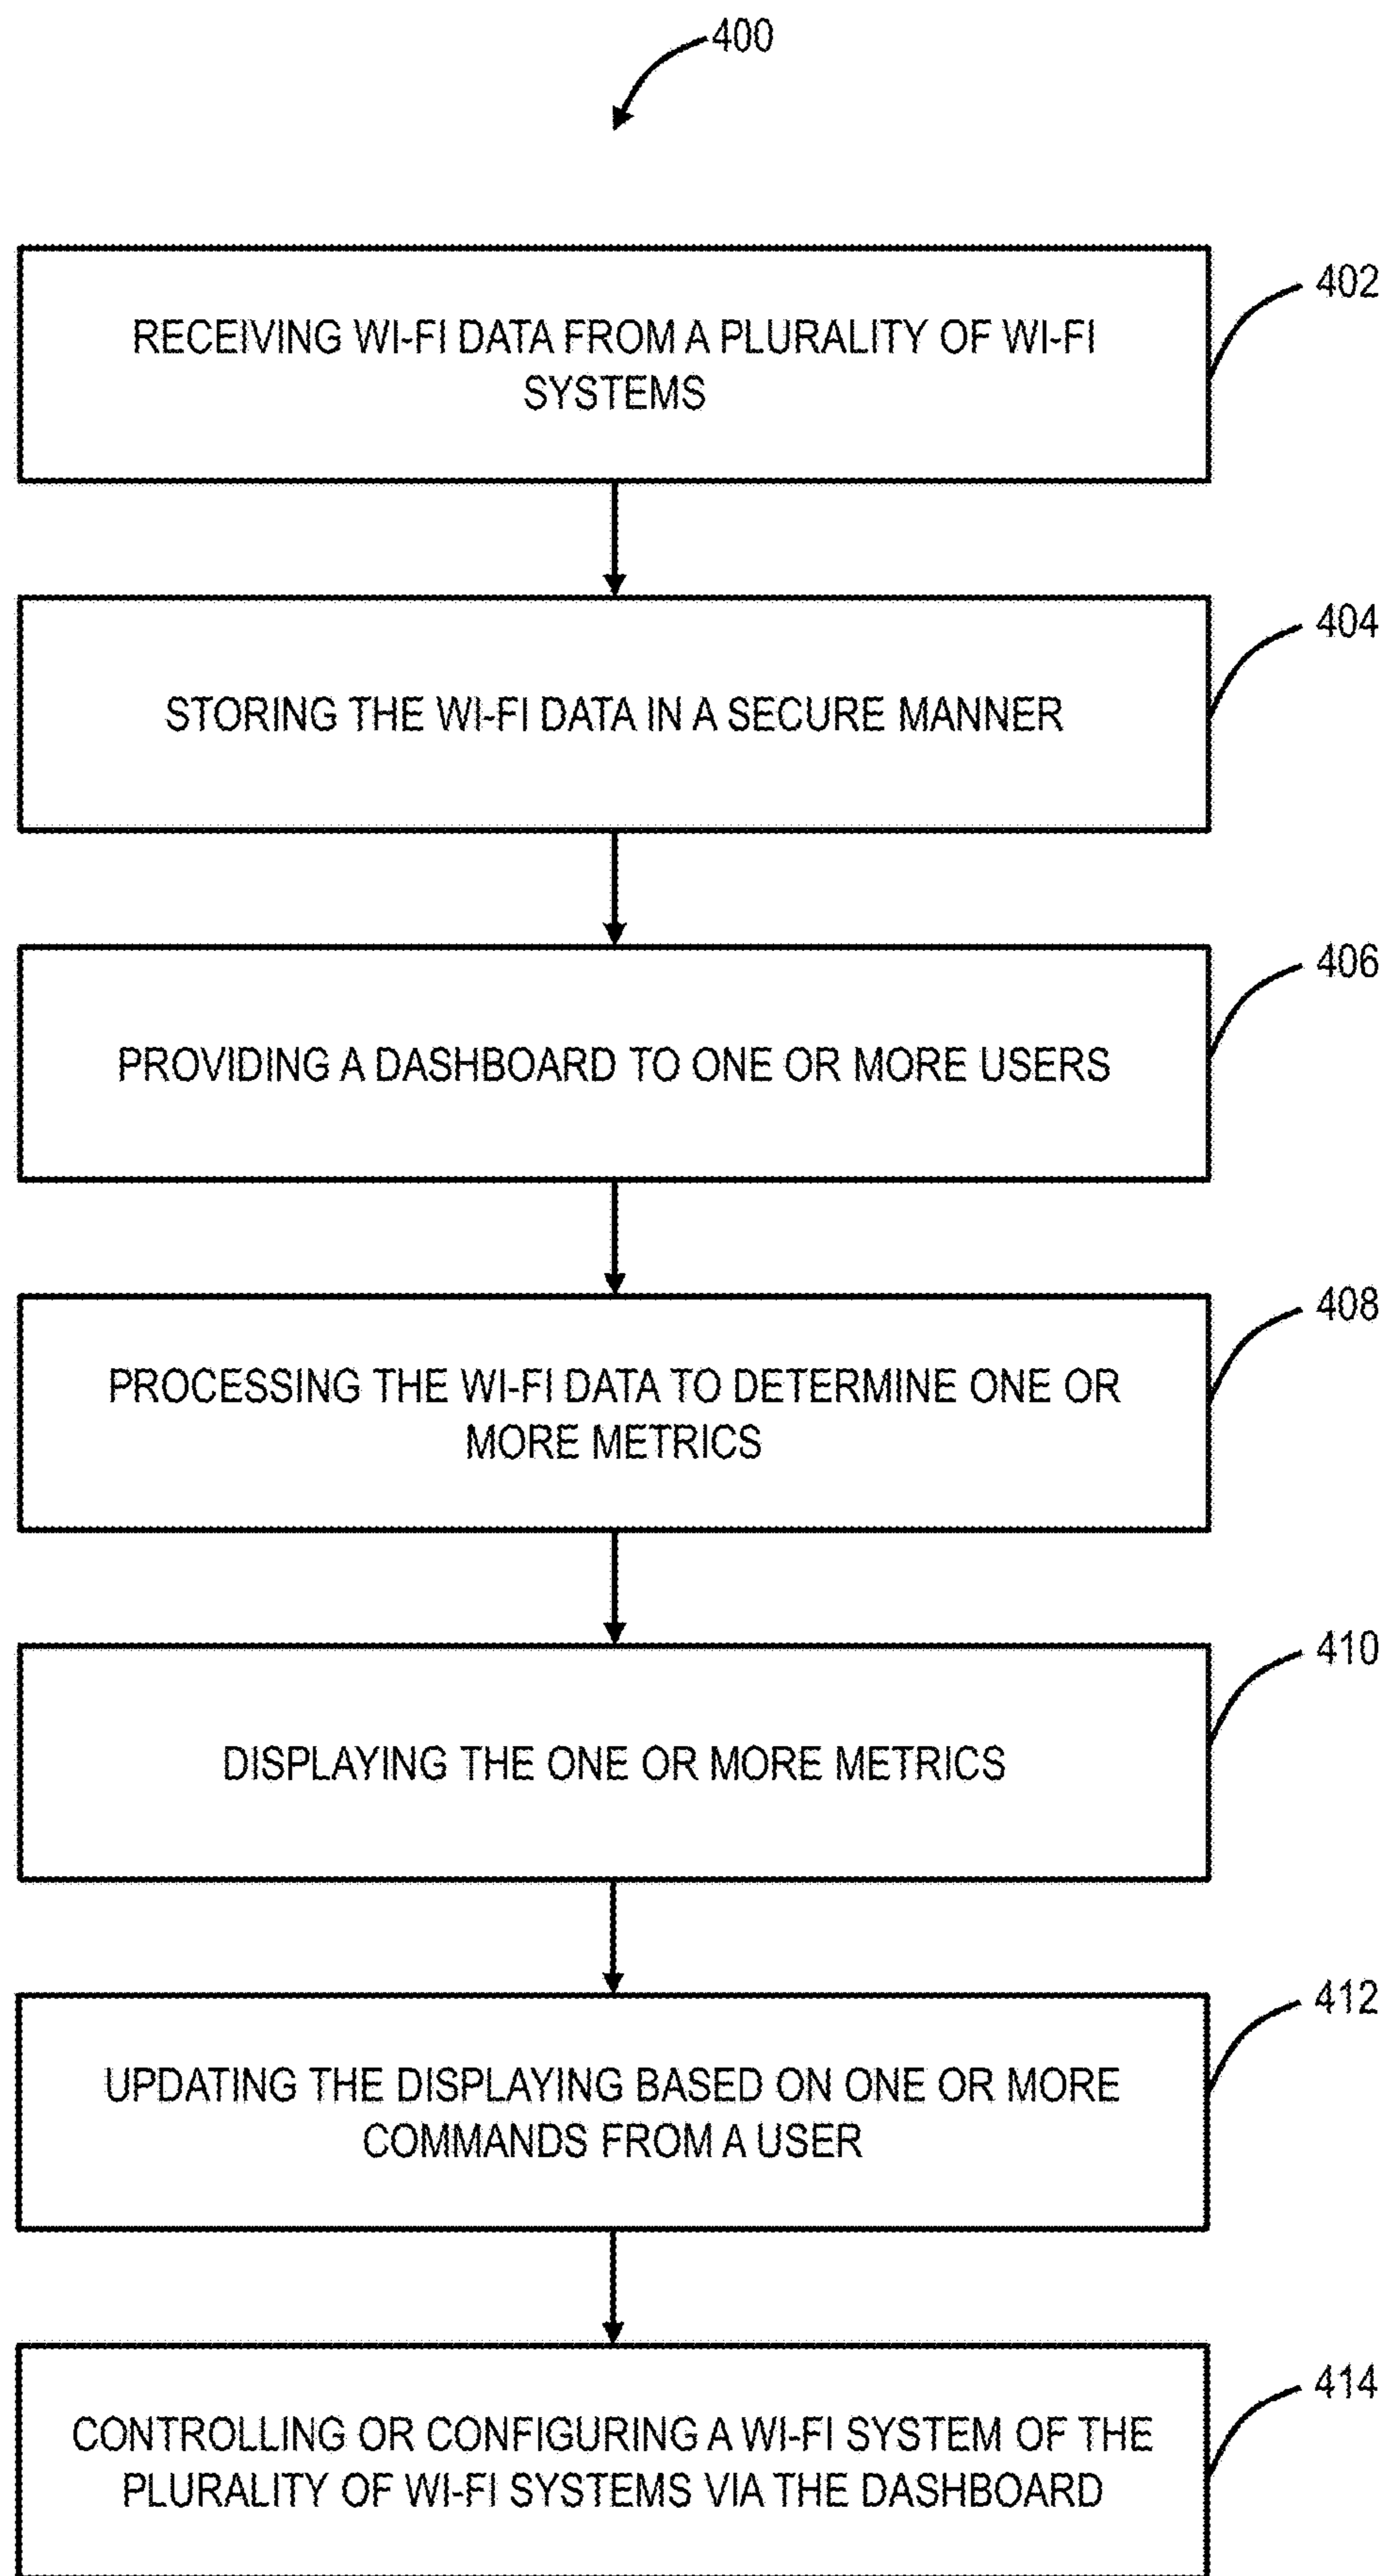 400
RECEIVING WI-FI DATA FROM A PLURALITY OF WI-FI
SYSTEMS
402
STORING THE WI-FI DATA IN A SECURE MANNER
404
PROVIDING A DASHBOARD TO ONE OR MORE USERS
406
PROCESSING THE WI-FI DATA TO DETERMINE ONE OR
MORE METRICS
408
DISPLAYING THE ONE OR MORE METRICS
410
UPDATING THE DISPLAYING BASED ON ONE OR MORE
COMMANDS FROM A USER
412
CONTROLLING OR CONFIGURING A WI-FI SYSTEM OF THE
PLURALITY OF WI-FI SYSTEMS VIA THE DASHBOARD
414